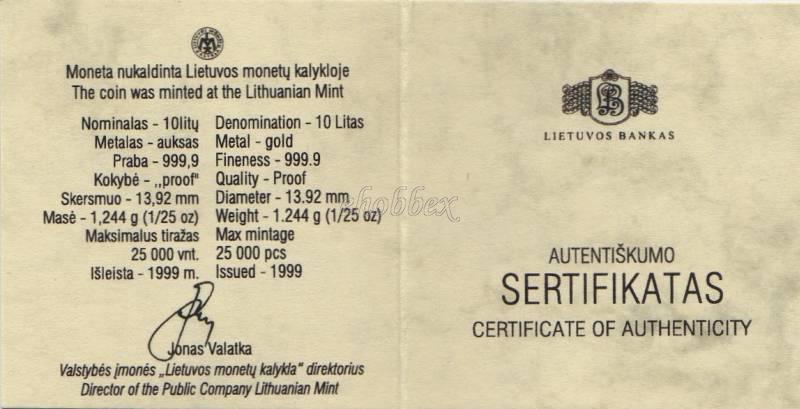 Moneta nukaldinta Lietuvos monetų kalykloje
The coin was minted at the Lithuanian Mint
Nominalas - 10litų Denomination - 10 Litas
Metalas - auksas Metal - gold
Praba - 999,9 Fineness - 999.9
Kokybė - „proof" Quality - Proof
Skersmuo - 13,92 mm Diameter - 13.92 mm
Masė - 1,244 g (1/25 oz) Weight - 1.244 g (1/25 oz)
Maksimalus tiražas Max mintage
25 000 vnt. 25 000 pcs
Išleista - 1999 m. Issued - 1999
Jonas Valatka
Valstybės įmonės „Lietuvos monetų kalykla" direktorius
Director of the Public Company Lithuanian Mint
LB
LIETUVOS BANKAS
AUTENTIŠKUMO
SERTIFIKATAS
CERTIFICATE OF AUTHENTICITY
ehobbex